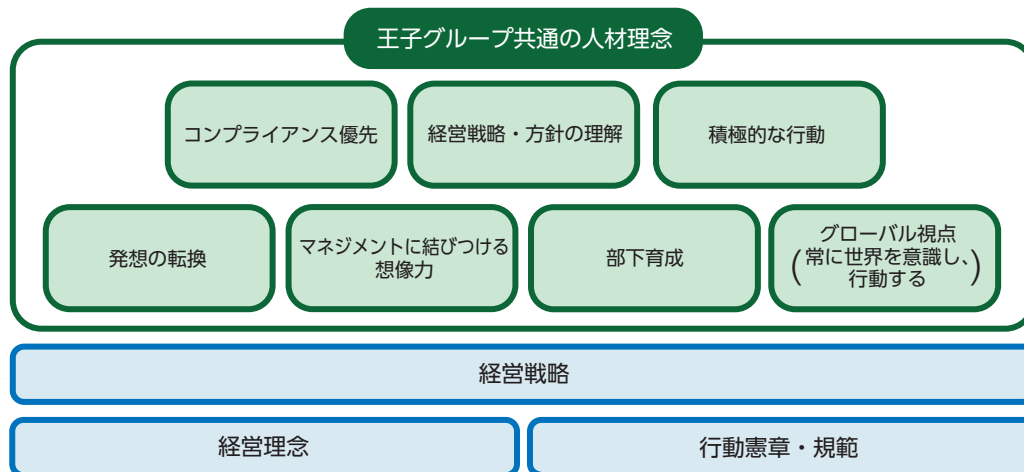 王子グループ共通の人材理念
コンプライアンス優先
経営戦略・方針の理解
積極的な行動
発想の転換
マネジメントに結びつける
想像力
部下育成
グローバル視点
(常に世界を意識し、
行動する)
経営戦略
経営理念
行動憲章・規範